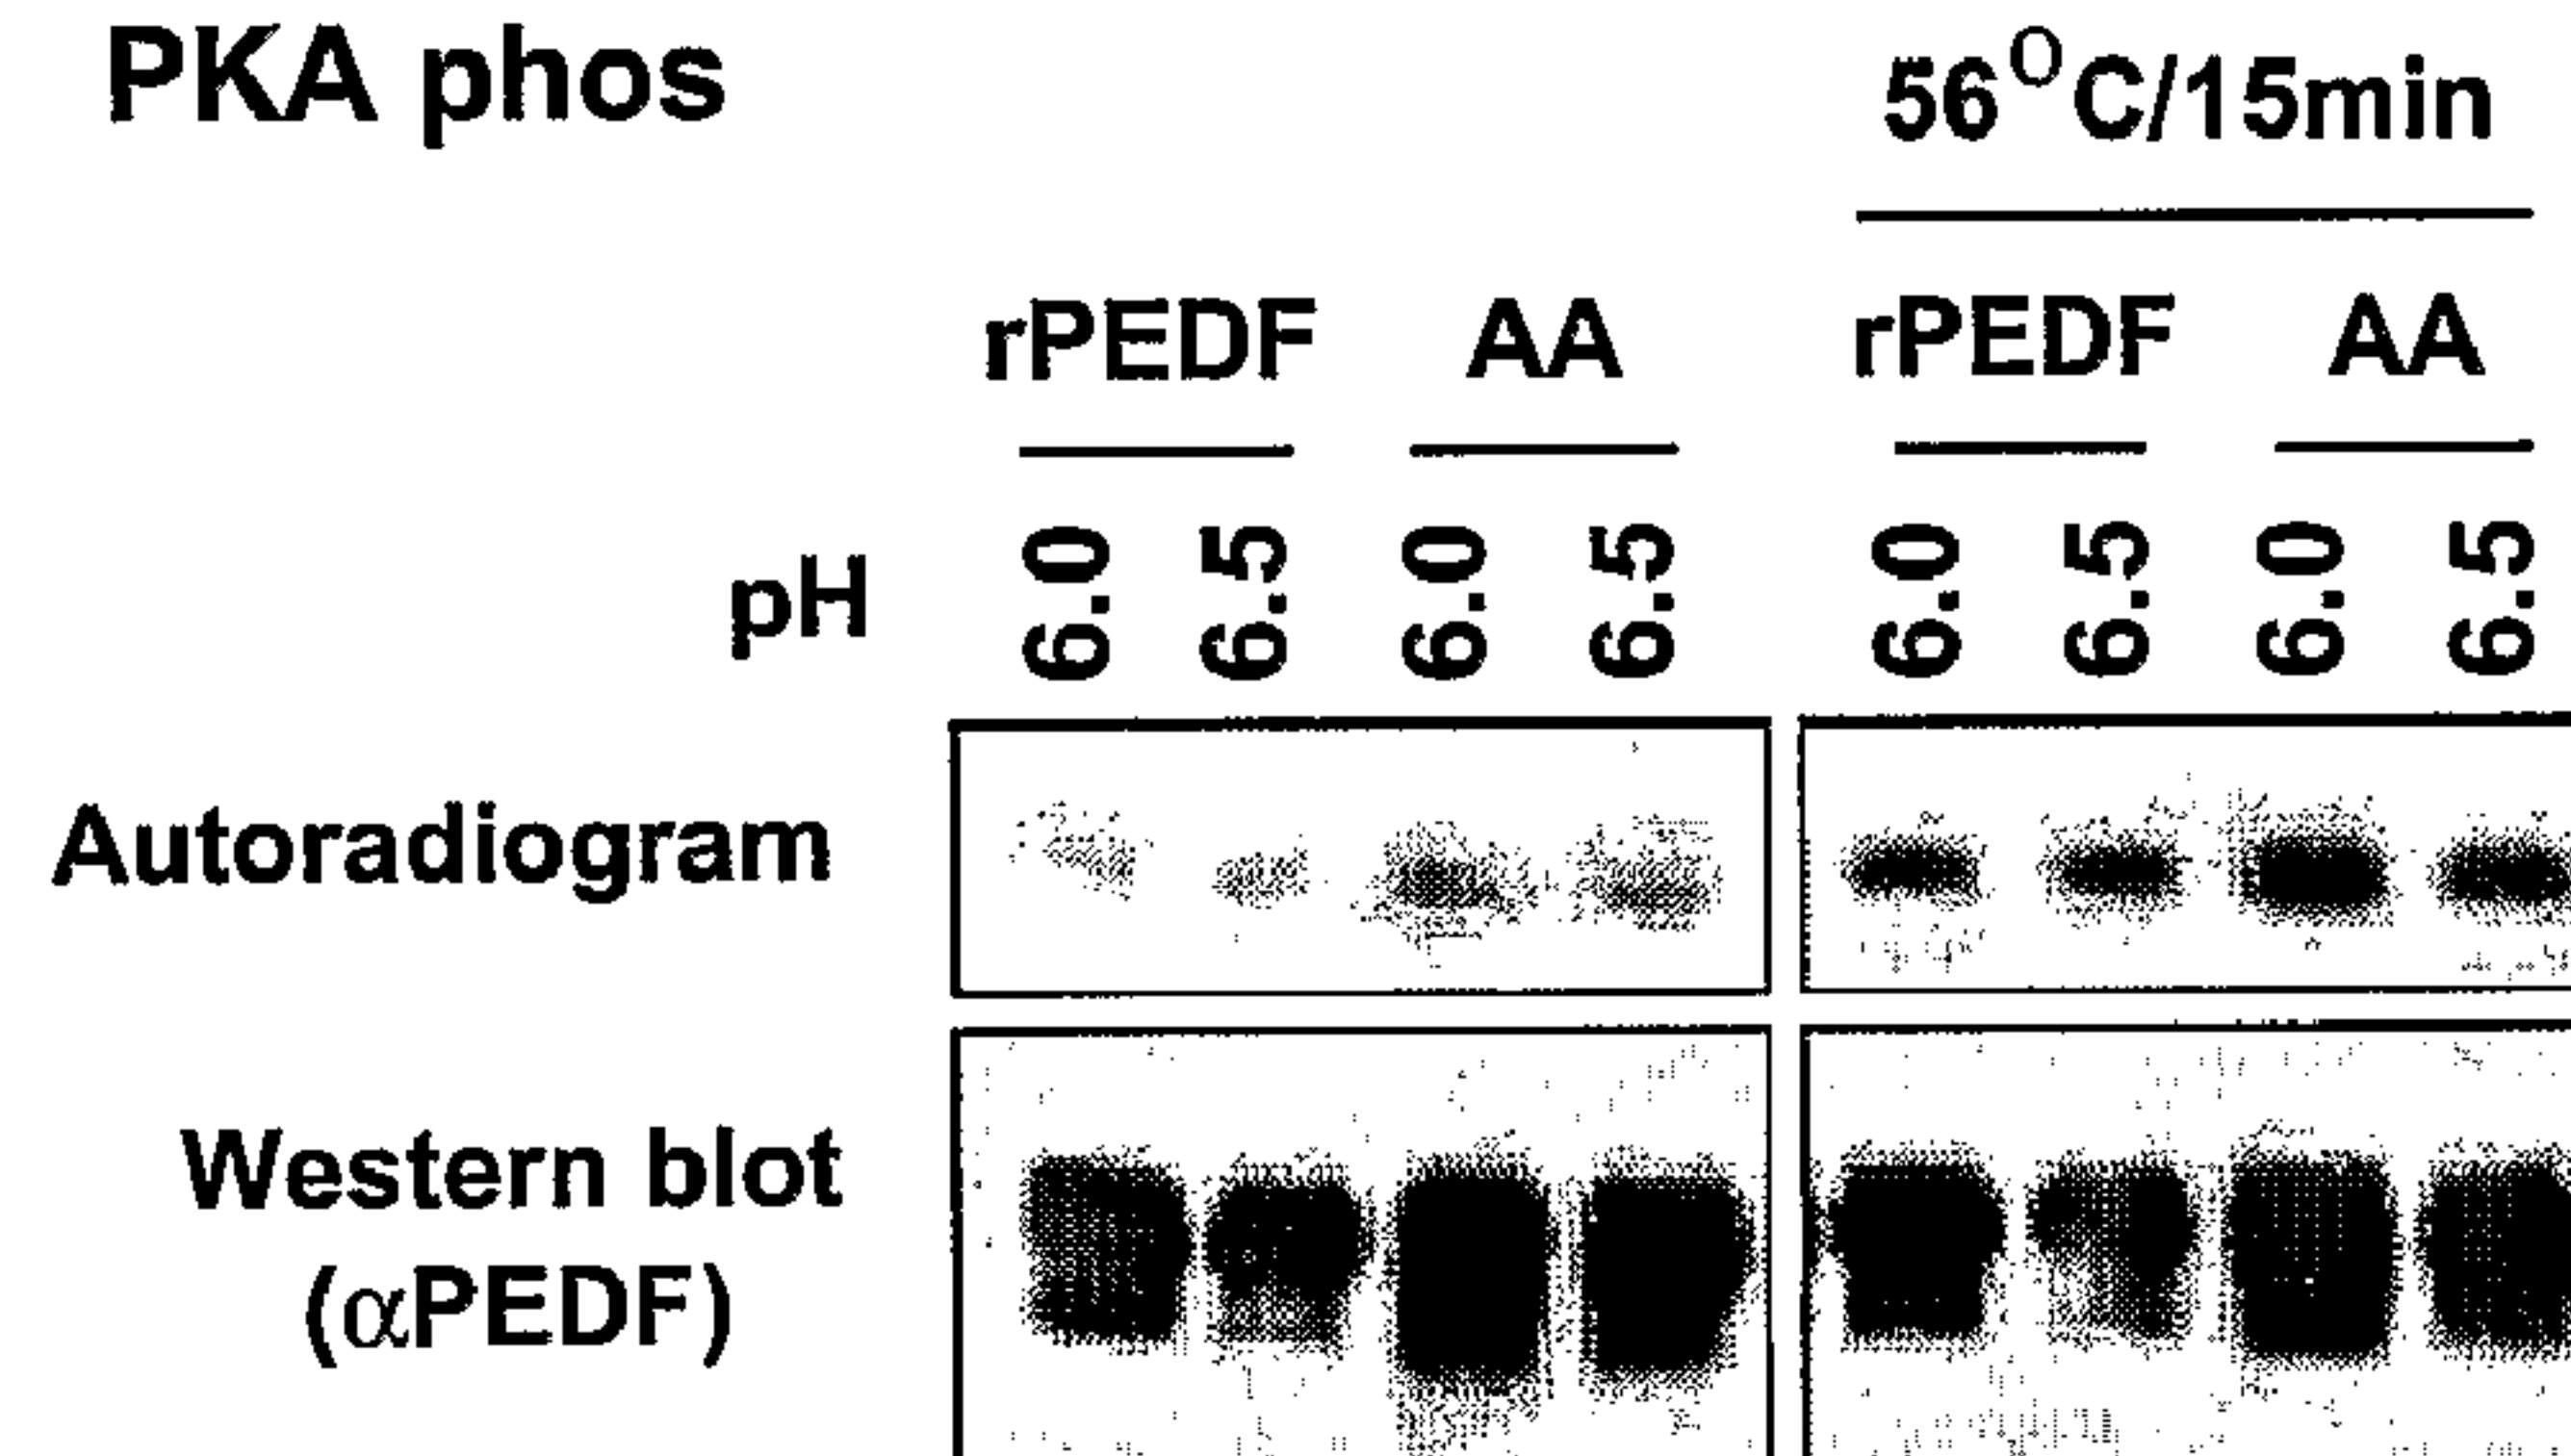 PKA phos
56°C/15min
rPEDF AA rPEDF AA
pH 6.0 6.5 6.0 6.5 6.0 6.5 6.0 6.5
Autoradiogram
Western blot
(αPEDF)